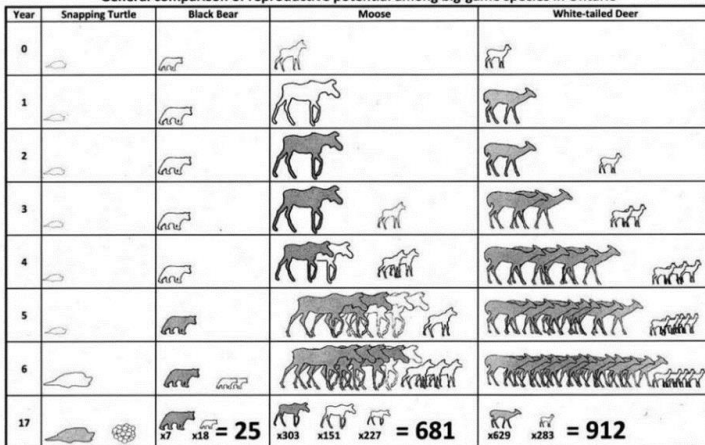 General comparison of reproductive potential among big game species in Ontario
Year Snapping Turtle Black Bear Moose White-tailed Deer
0
1
2
3
4
5
6
17 x7 x18 = 25 x303 x151 x227 = 681 x629 x283 = 912